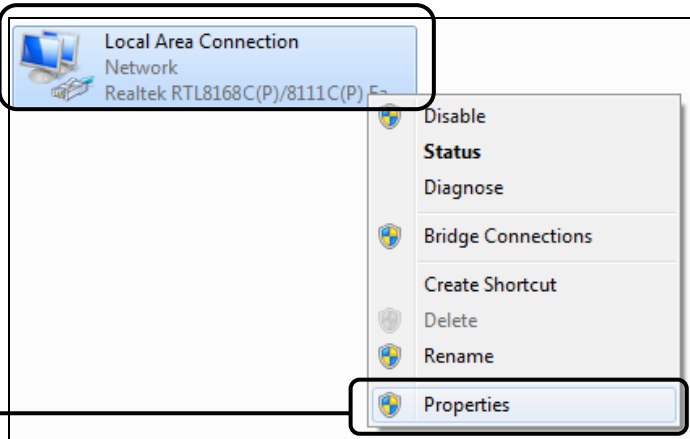 Local Area Connection
Network
Realtek RTL8168C(P)/8111C(P)
Disable
Status
Diagnose
Bridge Connections
Create Shortcut
Delete
Rename
Properties